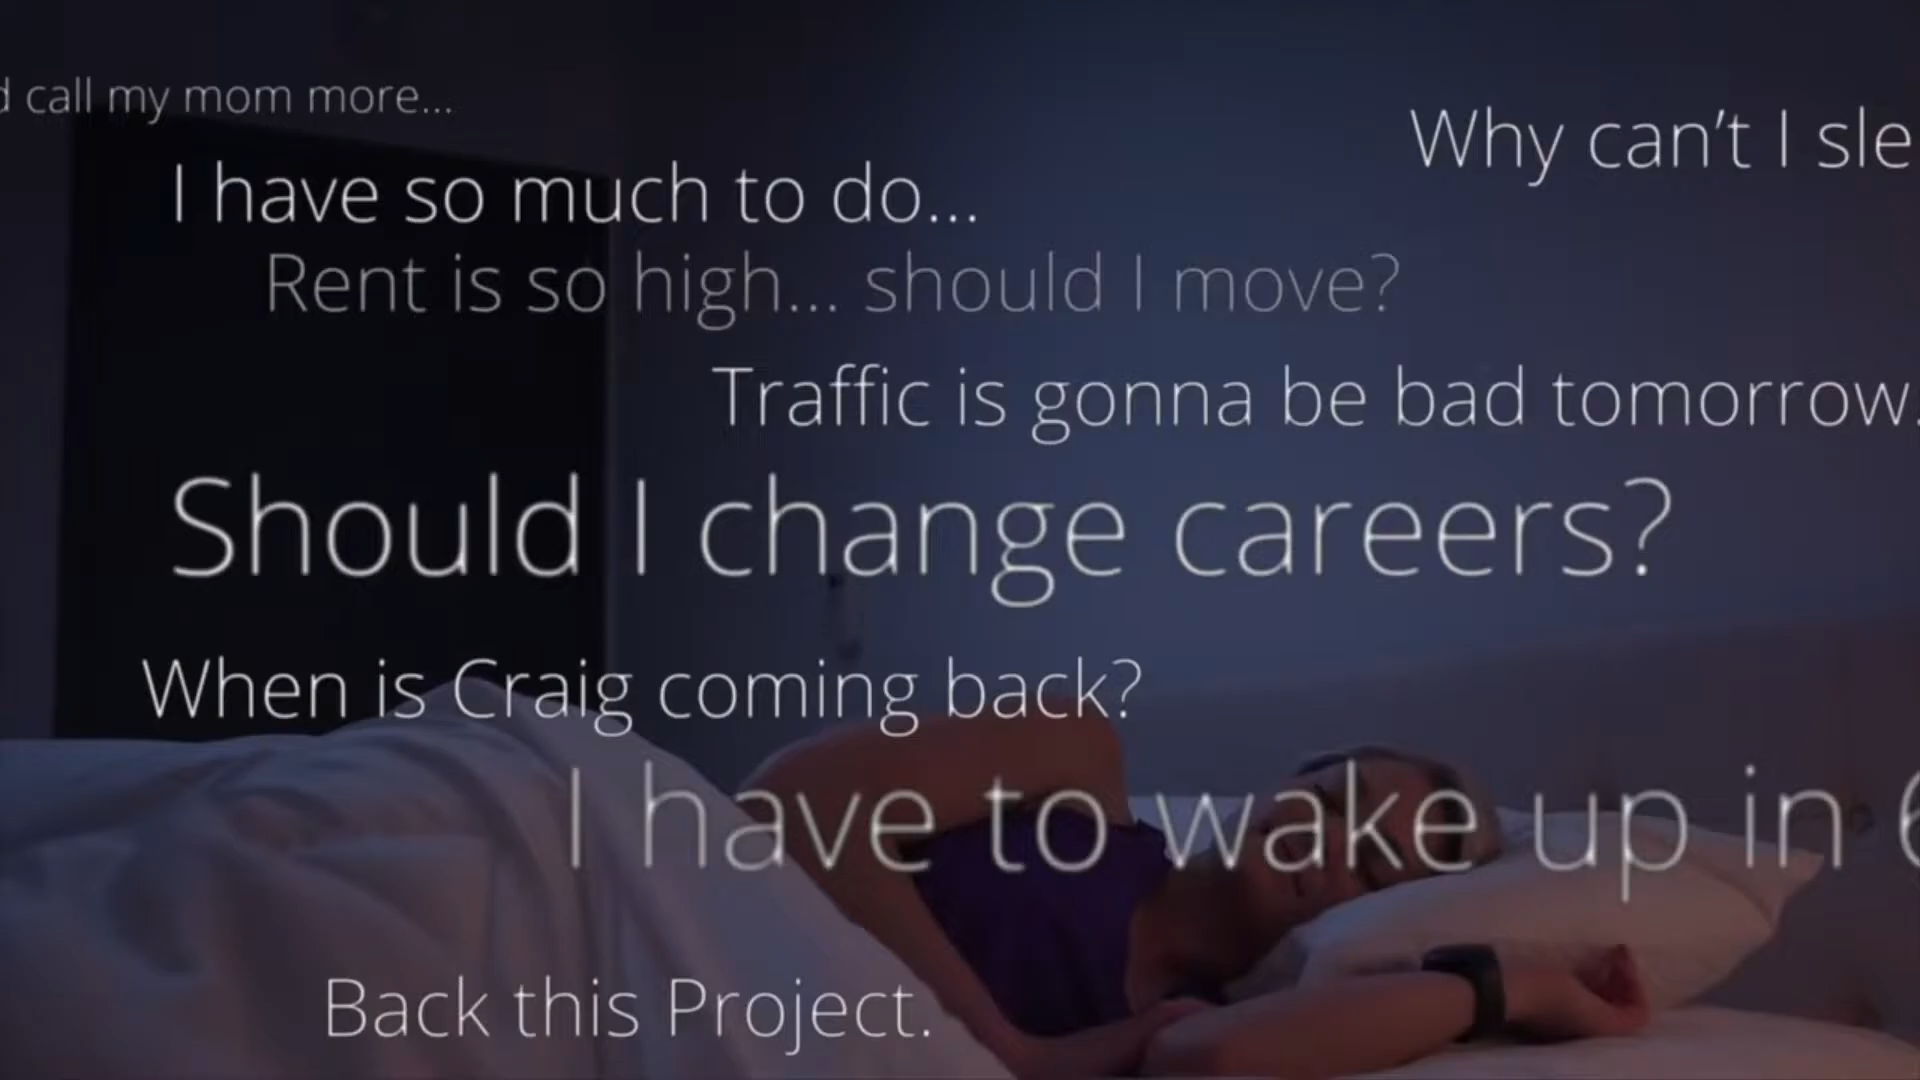 call my mom more...
Why can't I
I have so much to do...
Rent is so high... should I move?
Traffic is gonna be bad tomorrow.
Should I change careers?
When is Craig coming back?
I have to wake up in
Back this Project.